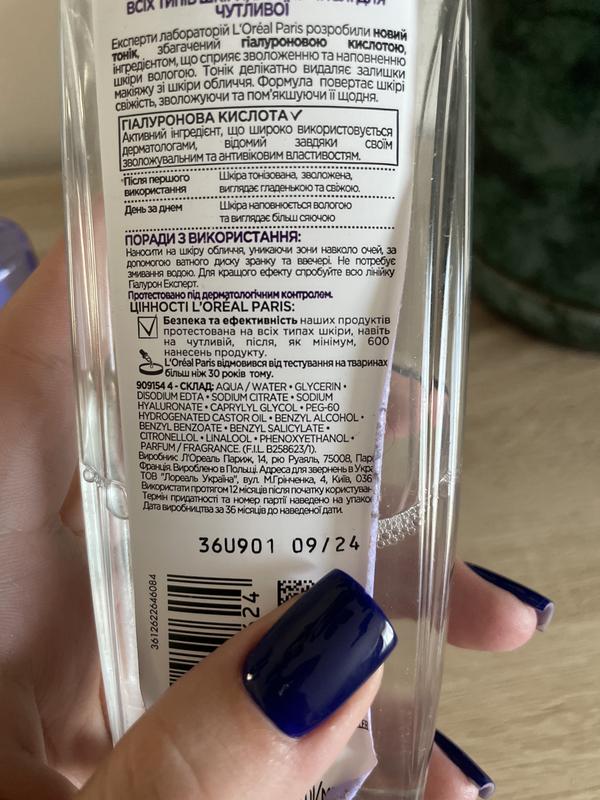 ВСІХ ТИПІВ ШКІРИ,
ЧУТЛИВОЇ
Експерти лабораторій L'Oréal Paris розробили новий
тонік, збагачений гіалуроновою кислотою,
інгредієнтом, що сприяє зволоженню та наповненню
шкіри вологою. Тонік делікатно видаляє залишки
макіяжу зі шкіри обличчя. Формула повертає шкірі
свіжість, зволожуючи та пом'якшуючи її щодня.
ГІАЛУРОНОВА КИСЛОТА ✓
Активний інгредієнт, що широко використовується
дерматологами, відомий завдяки своїм
зволожувальним та антивіковим властивостям.
Після першого використання
Шкіра тонізована, зволожена,
виглядає гладенькою та свіжою.
День за днем
Шкіра наповнюється вологою
та виглядає більш сяючою
ПОРАДИ З ВИКОРИСТАННЯ:
Наносити на шкіру обличчя, уникаючи зони навколо очей, за
допомогою ватного диску зранку та ввечері. Не потребує
змивання водою. Для кращого ефекту спробуйте всю лінійку
Гіалурон Експерт.
Протестовано під дерматологічним контролем.
ЦІННОСТІ L'ORÉAL PARIS:
Безпека та ефективність наших продуктів
протестована на всіх типах шкіри, навіть
на чутливій, після, як мінімум, 600
нанесень продукту.
L'Oréal Paris відмовився від тестування на тваринах
більш ніж 30 років тому.
909154 4 - СКЛАД: AQUA / WATER • GLYCERIN •
DISODIUM EDTA • SODIUM CITRATE • SODIUM
HYALURONATE • CAPRYLYL GLYCOL • PEG-60
HYDROGENATED CASTOR OIL • BENZYL ALCOHOL •
BENZYL BENZOATE • BENZYL SALICYLATE •
CITRONELLOL • LINALOOL • PHENOXYETHANOL •
PARFUM / FRAGRANCE. (F.I.L. B258623/1).
Виробник Л'Ореаль Париж, 14, рю Руаяль, 75008, Пар
Франція. Вироблено в Польщі. Адреса для звернень в Укра
ТОВ "Лореаль Україна", вул. М.Грінченка, 4, Київ, 036
Використати протягом 12 місяців після початку користуван
Термін придатності та номер партії наведено на упако
Дата виробництва за 36 місяців до наведеної дати.
36U901 09/24
3612622646084
24